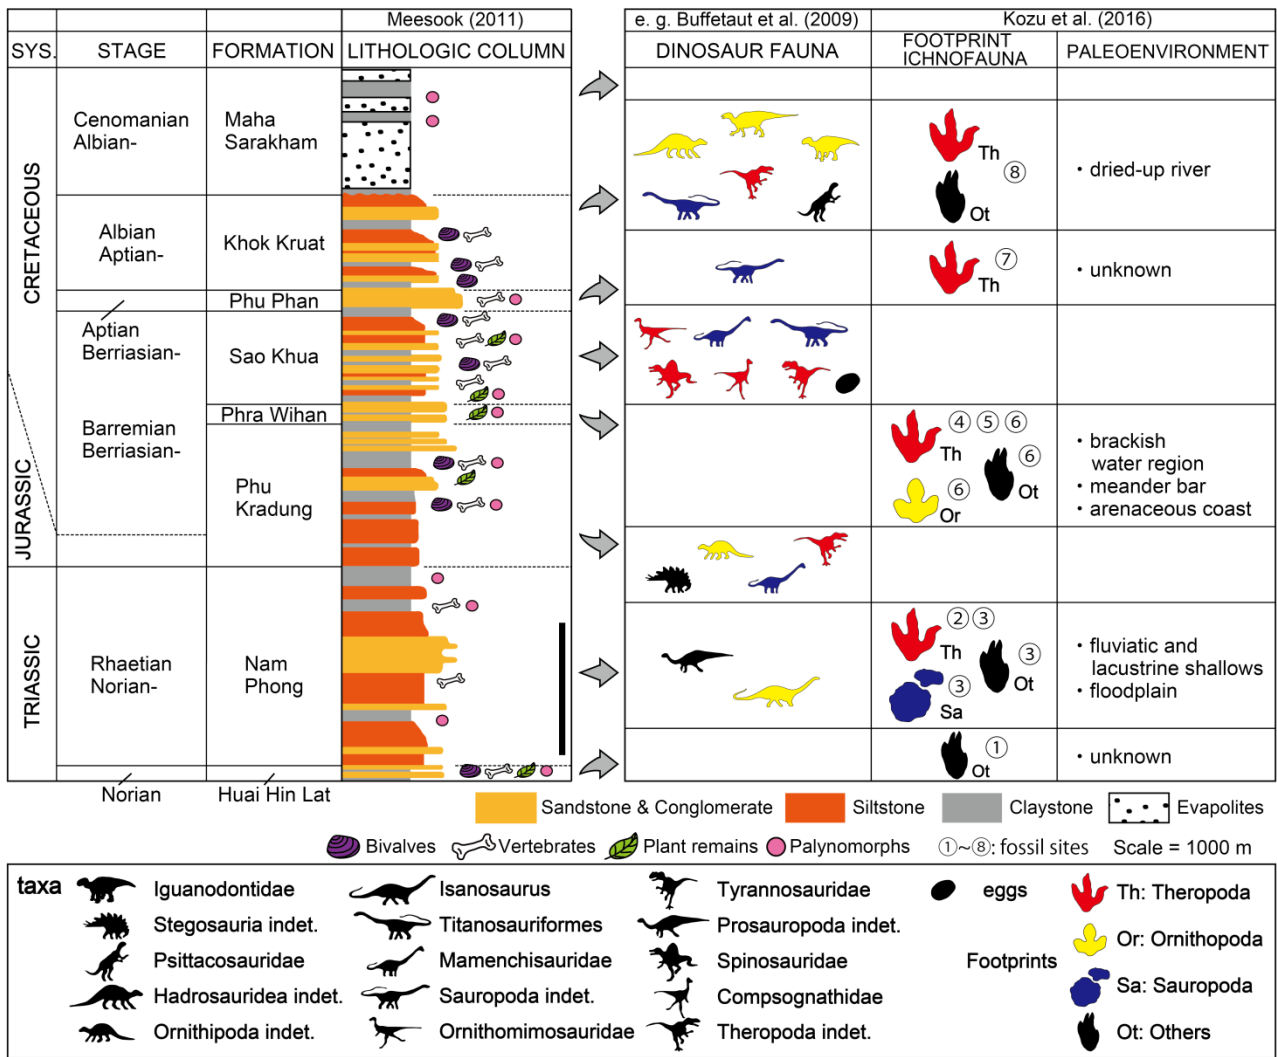 Meesook (2011)
e. g. Buffetaut et al. (2009)
Kozu et al. (2016)
SYS.
STAGE
FORMATION
LITHOLOGIC COLUMN
DINOSAUR FAUNA
FOOTPRINT
ICHNOFAUNA
PALEOENVIRONMENT
CRETACEOUS
JURASSIC
TRIASSIC
Cenomanian
Albian-
Maha
Sarakham
Albian
Aptian-
Khok Kruat
Phu Phan
Aptian
Berriasian-
Sao Khua
Phra Wihan
Barremian
Berriasian-
Phu
Kradung
Rhaetian
Norian-
Nam
Phong
Norian
Huai Hin Lat
Th
⑧
Ot
• dried-up river
⑦
Th
• unknown
④ ⑤ ⑥
Th
⑥
Ot
⑥
Or
• brackish
water region
• meander bar
• arenaceous coast
② ③
Th
③
Ot
③
Sa
• fluviatic and
lacustrine shallows
• floodplain
①
Ot
• unknown
Sandstone & Conglomerate
Siltstone
Claystone
Evapolites
Bivalves
Vertebrates
Plant remains
Palynomorphs
①~⑧: fossil sites
Scale = 1000 m
taxa
Iguanodontidae
Stegosauria indet.
Psittacosauridae
Hadrosauridea indet.
Ornithipoda indet.
Isanosaurus
Titanosauriformes
Mamenchisauridae
Sauropoda indet.
Ornithomimosauridae
Tyrannosauridae
Prosauropoda indet.
Spinosauridae
Compsognathidae
Theropoda indet.
eggs
Footprints
Th: Theropoda
Or: Ornithopoda
Sa: Sauropoda
Ot: Others